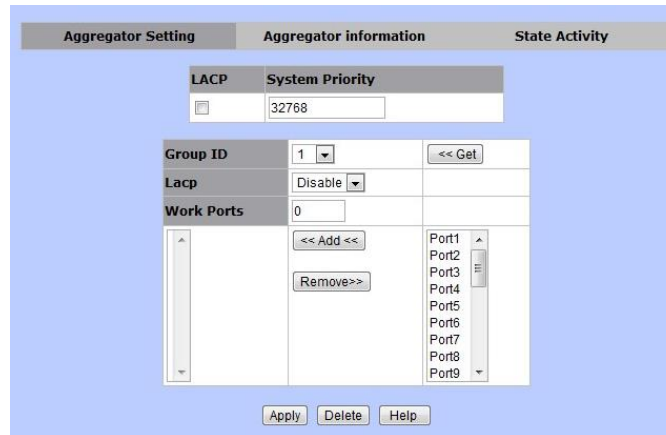 Aggregator Setting Aggregator information State Activity
LACP System Priority
32768
Group ID 1 << Get
Lacp Disable
Work Ports 0
<< Add <<
Remove>>
Port1
Port2
Port3
Port4
Port5
Port6
Port7
Port8
Port9
Apply Delete Help